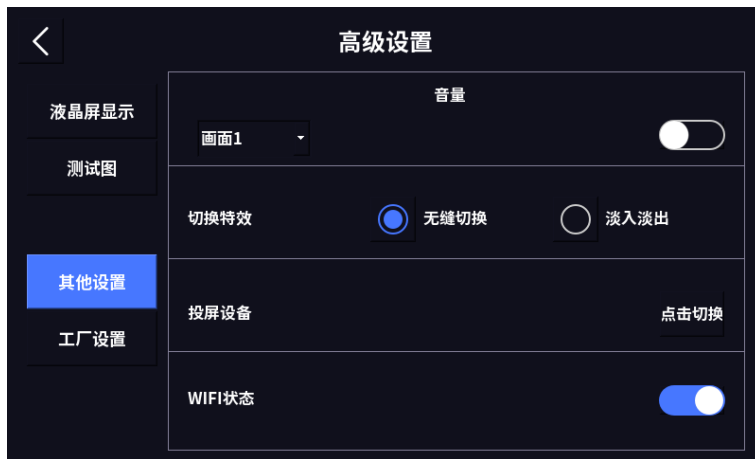 高级设置
液晶屏显示
测试图
其他设置
工厂设置
音量
画面1
切换特效 无缝切换 淡入淡出
投屏设备 点击切换
WIFI状态